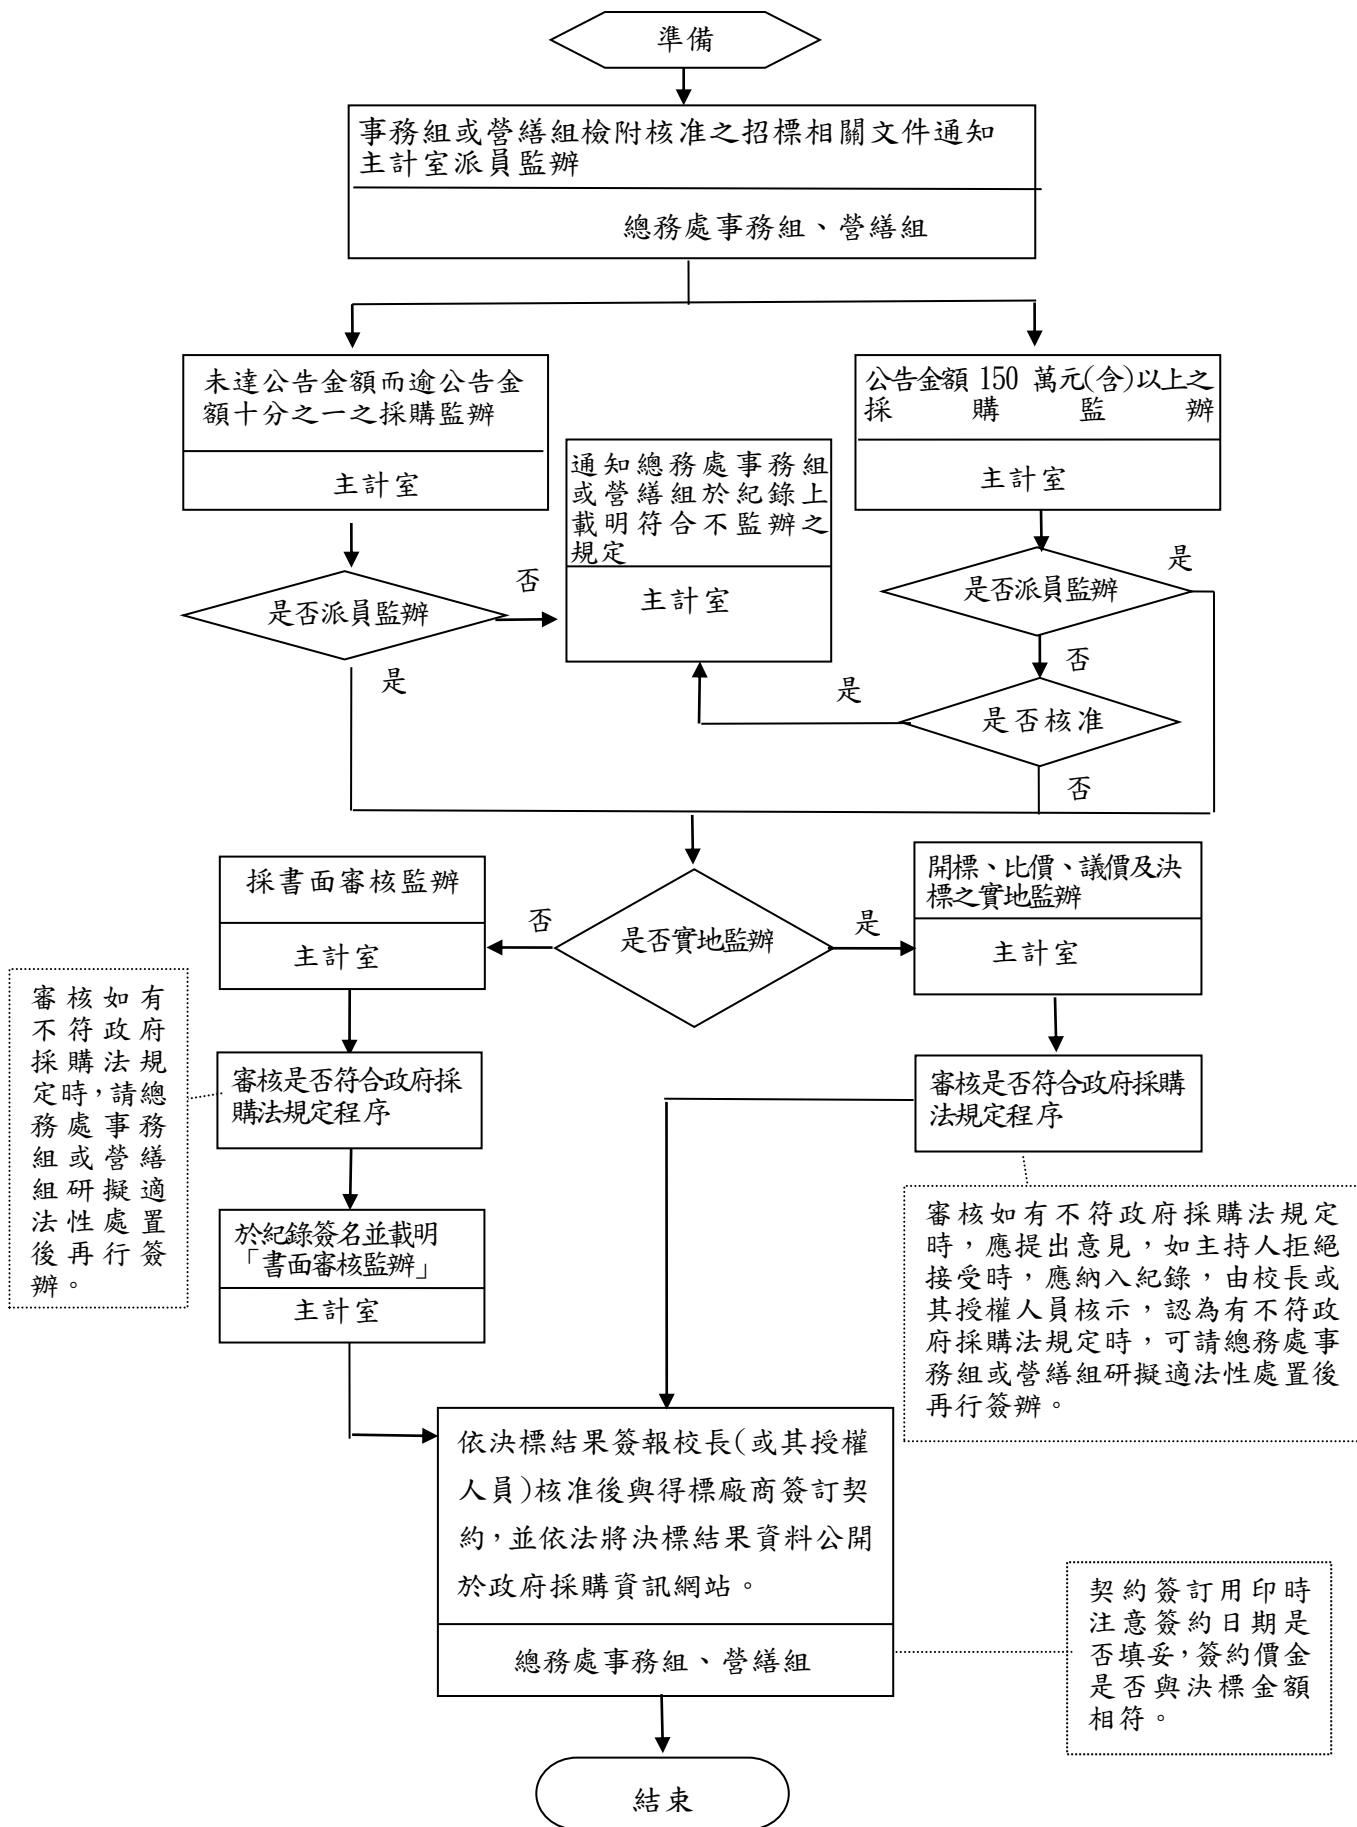 準備
事務組或營繕組檢附核准之招標相關文件通知
主計室派員監辦
總務處事務組、營繕組
未達公告金額而逾公告金
額十分之一之採購監辦
主計室
公告金額 150 萬元(含)以上之
採購監辦
主計室
通知總務處事務組
或營繕組於紀錄上
載明符合不監辦之
規定
主計室
是否派員監辦
否
是
是否派員監辦
是
否
是否核准
是
否
是否實地監辦
否
是
採書面審核監辦
主計室
開標、比價、議價及決
標之實地監辦
主計室
審核如有
不符政府
採購法規
定時,請總
務處事務
組或營繕
組研擬適
法性處置
後再行簽
辦。
審核是否符合政府採
購法規定程序
審核是否符合政府採購
法規定程序
於紀錄簽名並載明
「書面審核監辦」
主計室
審核如有不符政府採購法規定
時，應提出意見，如主持人拒絕
接受時，應納入紀錄，由校長或
其授權人員核示，認為有不符政
府採購法規定時，可請總務處事
務組或營繕組研擬適法性處置後
再行簽辦。
依決標結果簽報校長(或其授權
人員)核准後與得標廠商簽訂契
約，並依法將決標結果資料公開
於政府採購資訊網站。
總務處事務組、營繕組
契約簽訂用印時
注意簽約日期是
否填妥，簽約價金
是否與決標金額
相符。
結束